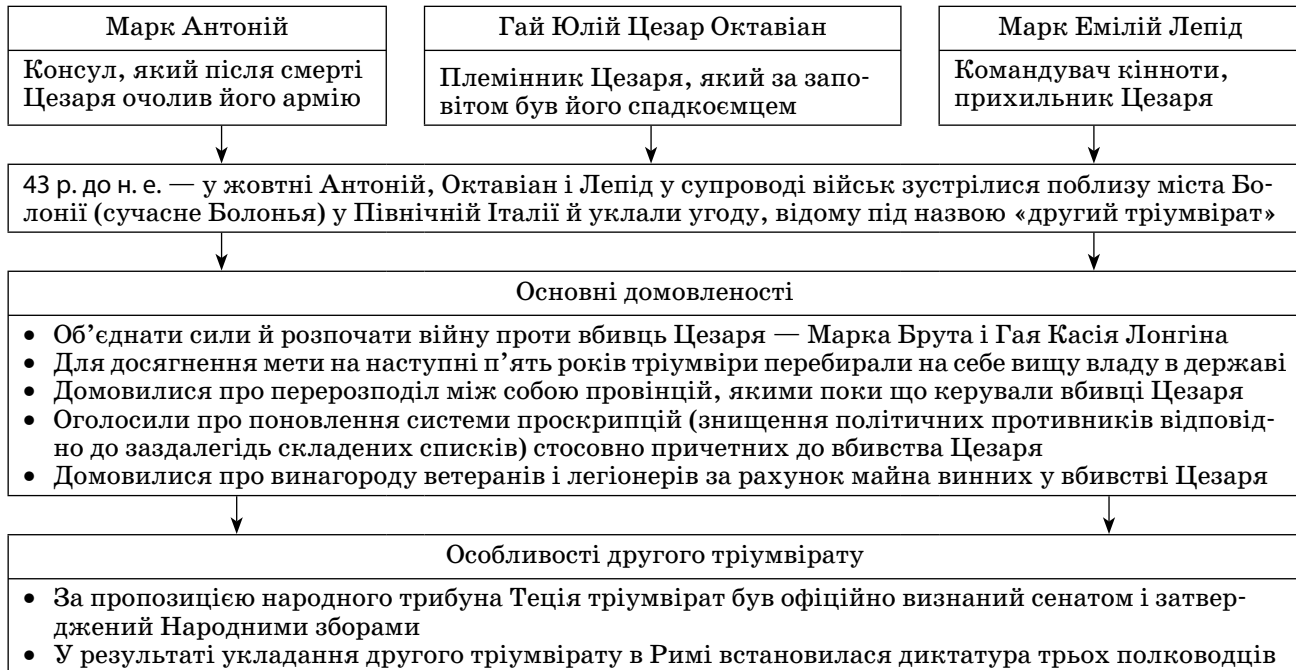 Марк Антоній
Консул, який після смерті
Цезаря очолив його армію
Гай Юлій Цезар Октавіан
Племінник Цезаря, який за запо-
вітом був його спадкоємцем
Марк Емілій Лепід
Командувач кінноти,
прихильник Цезаря
43 р. до н. е. — у жовтні Антоній, Октавіан і Лепід у супроводі військ зустрілися поблизу міста Бо-
лонії (сучасне Болонья) у Північній Італії й уклали угоду, відому під назвою «другий тріумвірат»
Основні домовленості
• Об’єднати сили й розпочати війну проти вбивць Цезаря — Марка Брута і Гая Касія Лонгіна
• Для досягнення мети на наступні п’ять років тріумвіри перебирали на себе вищу владу в державі
• Домовилися про перерозподіл між собою провінцій, якими поки що керували вбивці Цезаря
• Оголосили про поновлення системи проскрипцій (знищення політичних противників відповід-
но до заздалегідь складених списків) стосовно причетних до вбивства Цезаря
• Домовилися про винагороду ветеранів і легіонерів за рахунок майна винних у вбивстві Цезаря
Особливості другого тріумвірату
• За пропозицією народного трибуна Теція тріумвірат був офіційно визнаний сенатом і затвер-
джений Народними зборами
• У результаті укладання другого тріумвірату в Римі встановилася диктатура трьох полководців